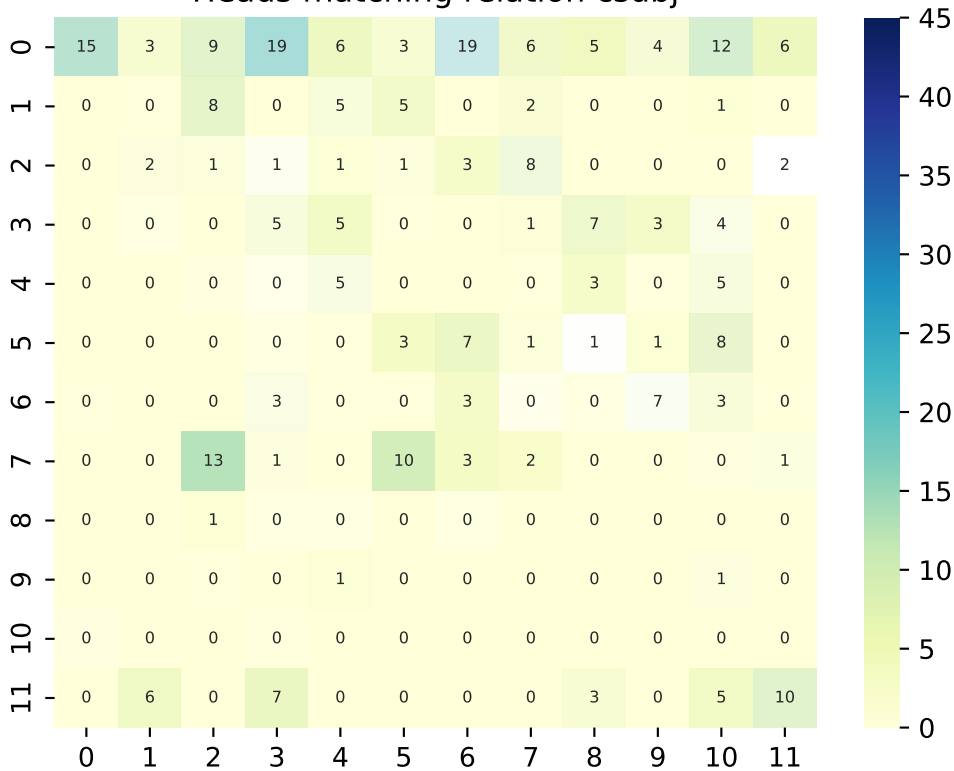 Heads matching relation csubj
0 15 3 9 19 6 3 19 6 5 4 12 6
1 0 0 8 0 5 5 0 2 0 0 1 0
2 0 2 1 1 1 1 3 8 0 0 0 2
3 0 0 0 5 5 0 0 1 7 3 4 0
4 0 0 0 0 5 0 0 0 3 0 5 0
5 0 0 0 0 0 3 7 1 1 1 8 0
6 0 0 0 3 0 0 3 0 0 7 3 0
7 0 0 13 1 0 10 3 2 0 0 0 1
8 0 0 1 0 0 0 0 0 0 0 0 0
9 0 0 0 0 1 0 0 0 0 0 1 0
10 0 0 0 0 0 0 0 0 0 0 0 0
11 0 6 0 7 0 0 0 0 3 0 5 10
0 1 2 3 4 5 6 7 8 9 10 11
45
40
35
30
25
20
15
10
5
0